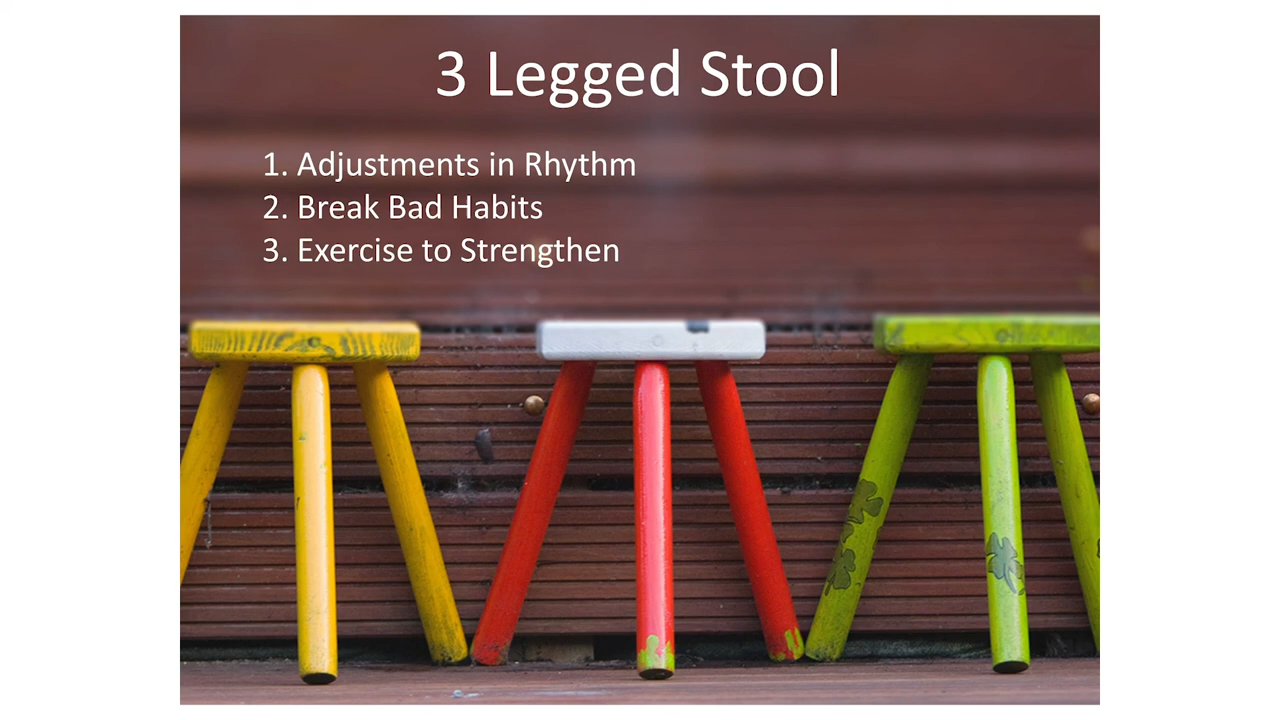 3 Legged Stool
1. Adjustments in Rhythm
2. Break Bad Habits
3. Exercise to Strengthen